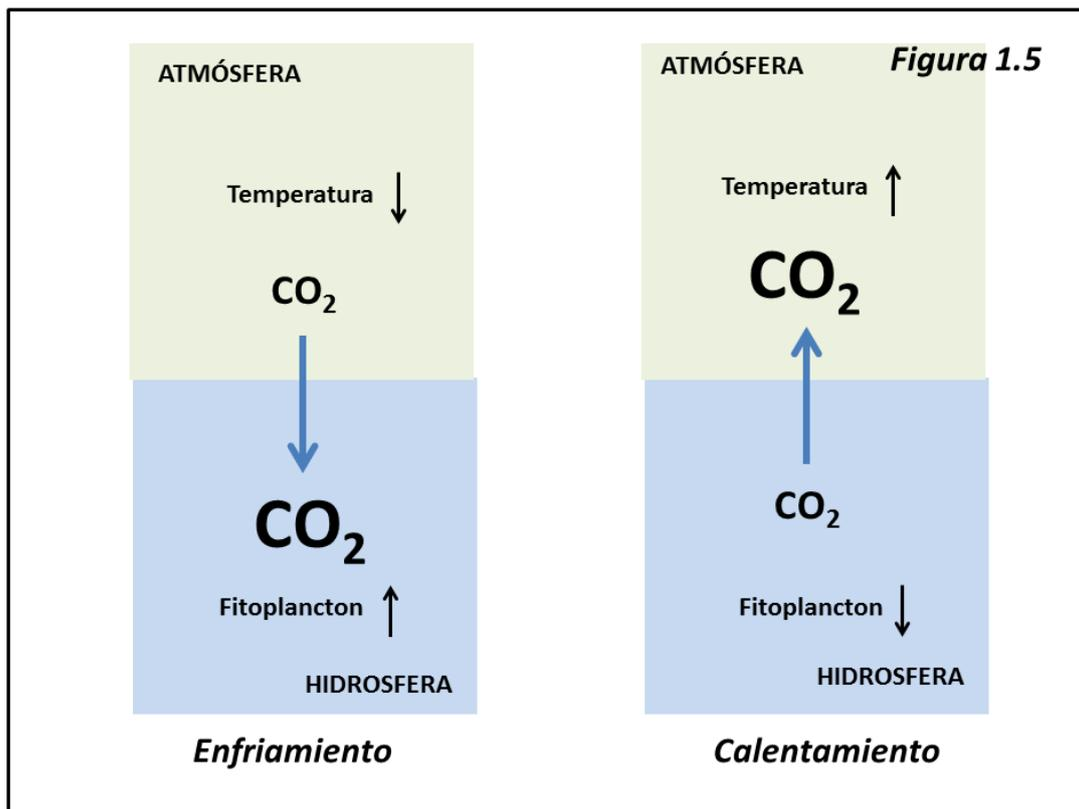 Figura 1.5
ATMÓSFERA
Temperatura
CO₂
CO₂
Fitoplancton
HIDROSFERA
Enfriamiento
ATMÓSFERA
Temperatura
CO₂
CO₂
Fitoplancton
HIDROSFERA
Calentamiento